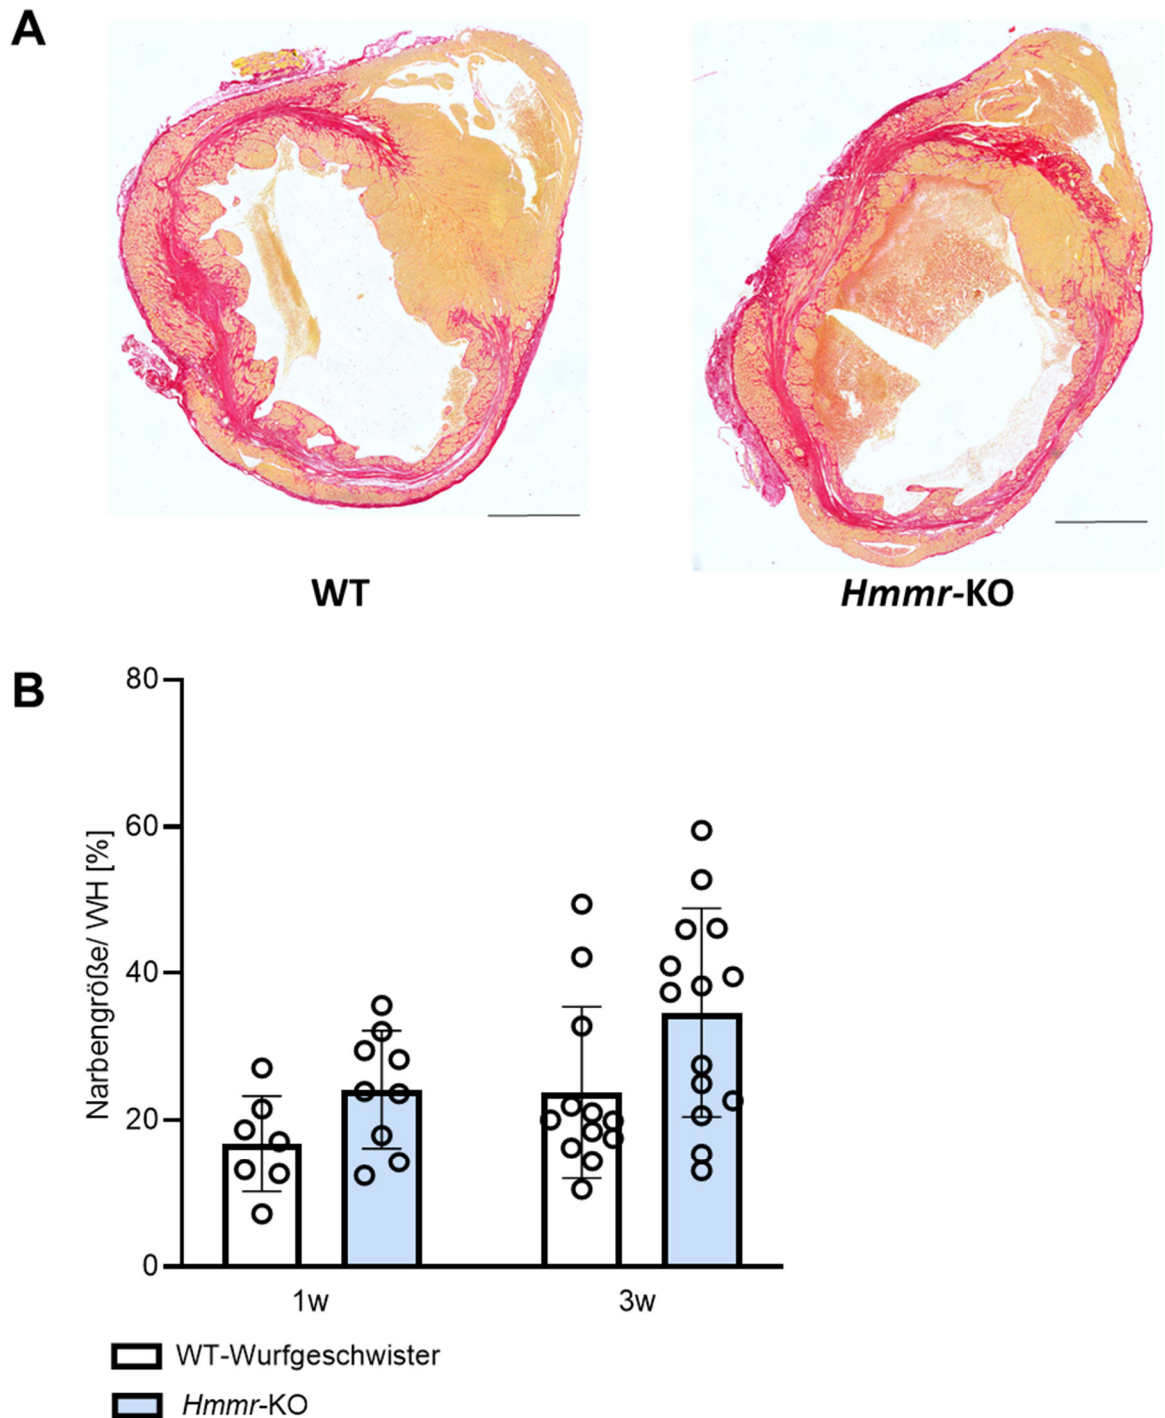 A
WT
Hmmr-KO
B
Narbengröße/ WH [%]
80
60
40
20
0
1w
3w
WT-Wurfgeschwister
Hmmr-KO